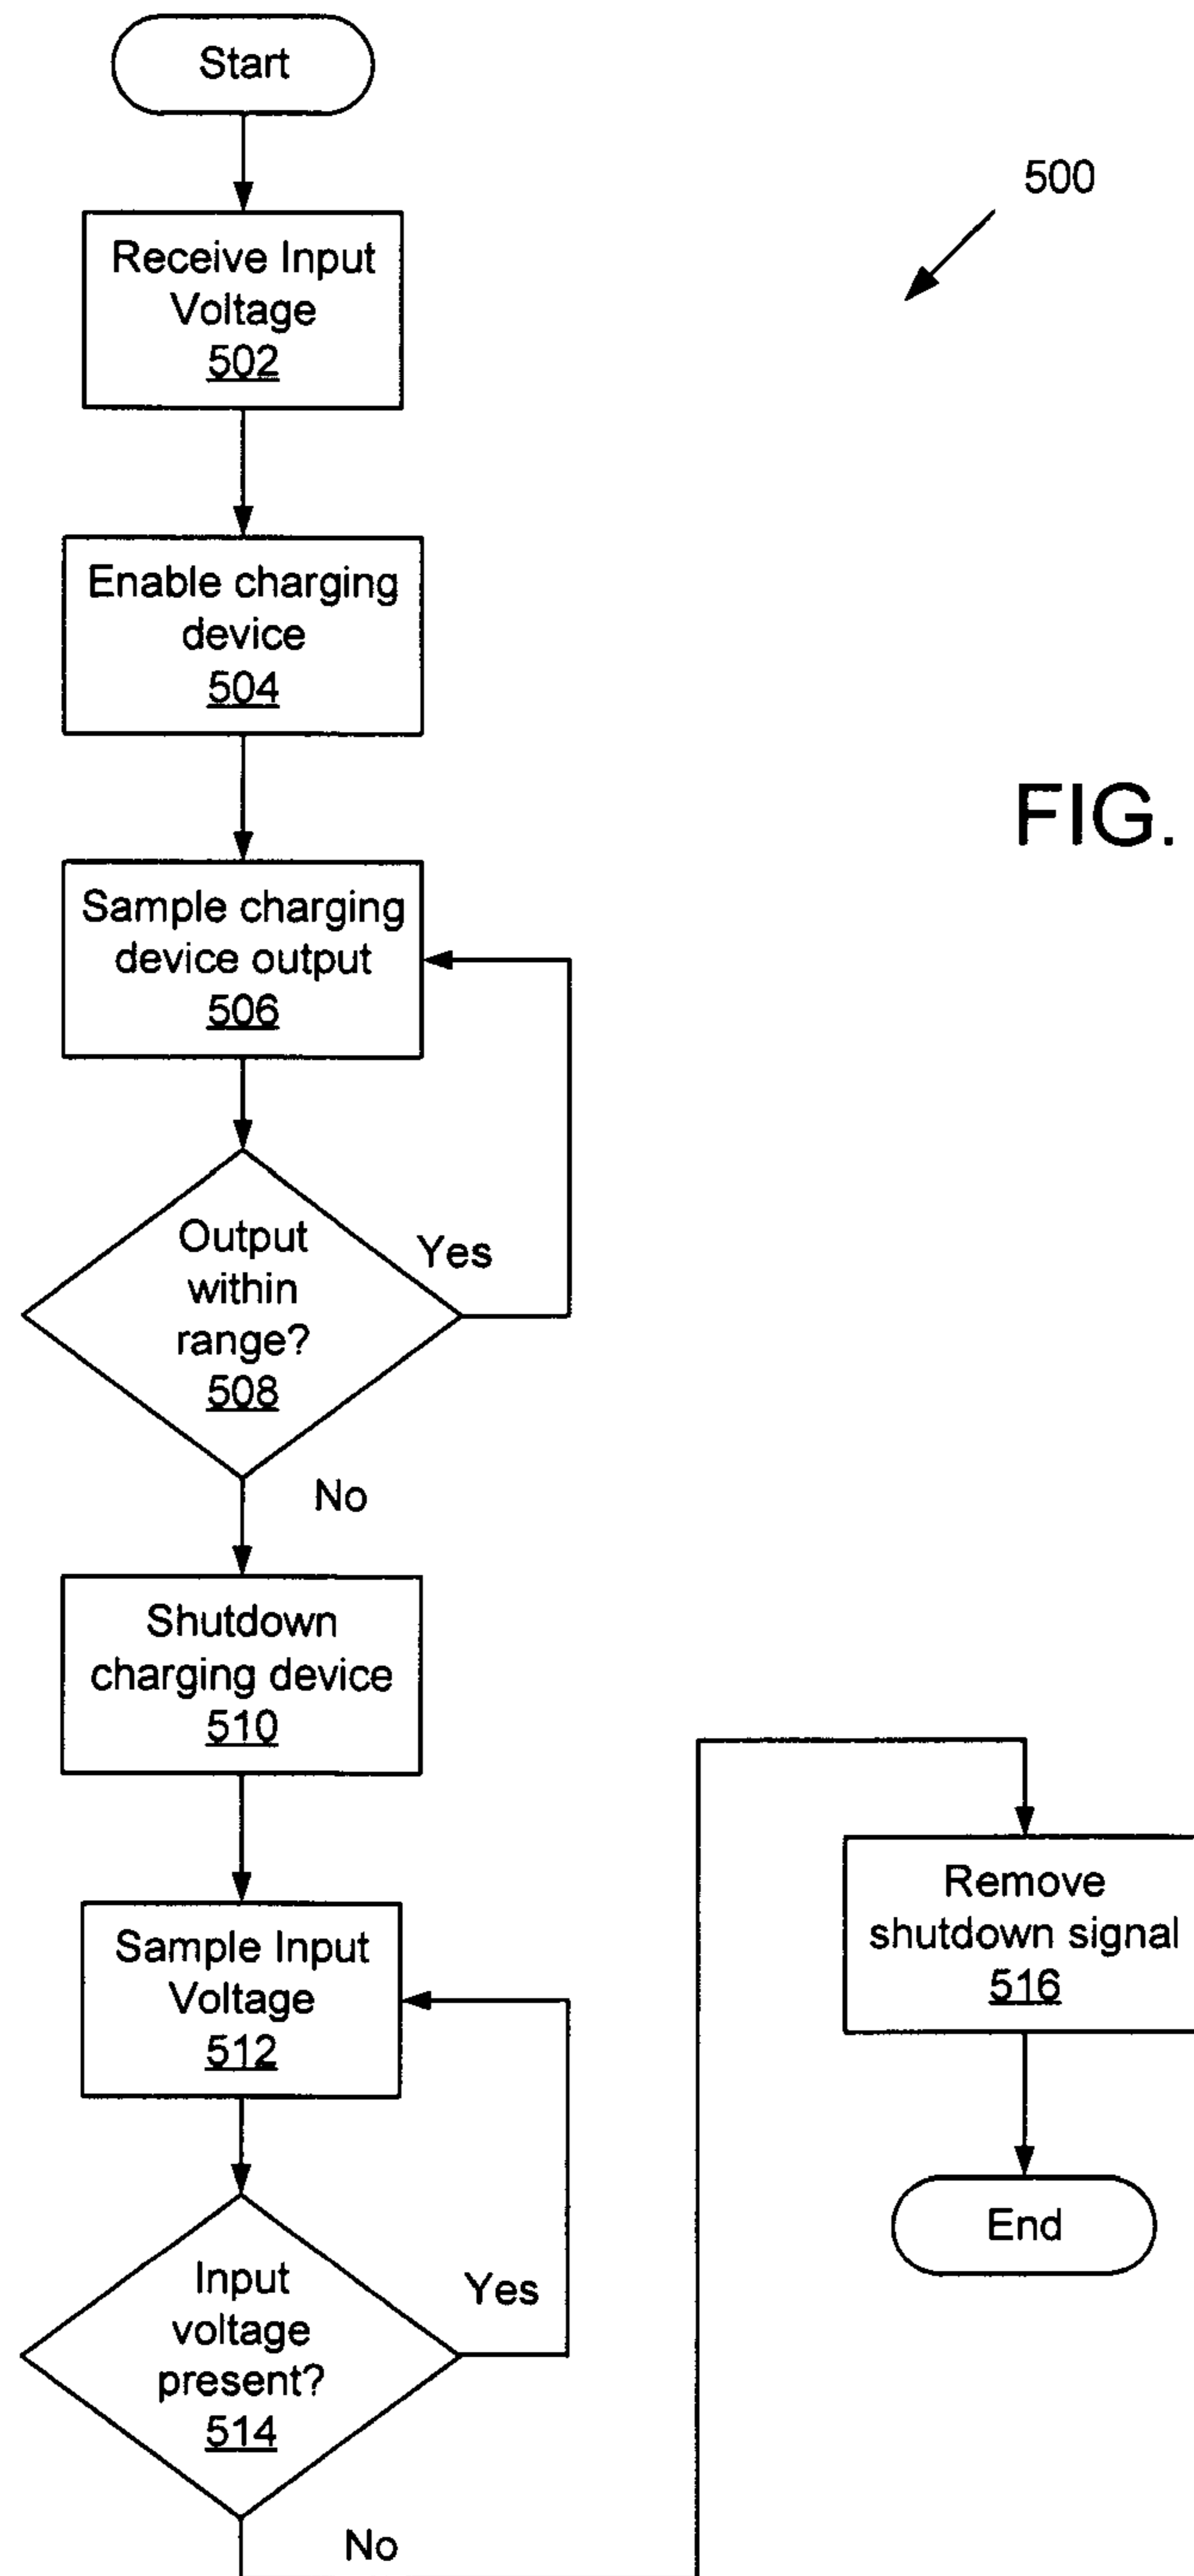 Start
500
Receive Input
Voltage
502
Enable charging
device
504
FIG.
Sample charging
device output
506
Output
within
range?
508
Yes
No
Shutdown
charging device
510
Sample Input
Voltage
512
Input
voltage
present?
514
Yes
No
Remove
shutdown signal
516
End